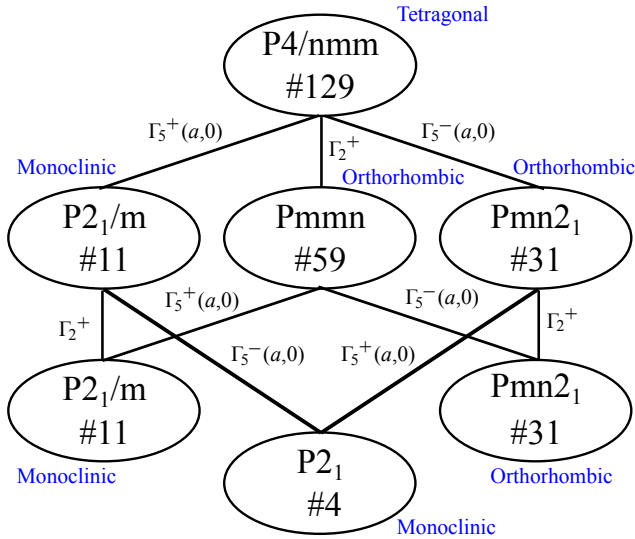 Tetragonal
P4/nmm
#129
Γ₅⁺(a,0)
Γ₂⁺
Γ₅⁻(a,0)
Monoclinic
Orthorhombic
Orthorhombic
P2₁/m
#11
Pmmn
#59
Pmn2₁
#31
Γ₂⁺
Γ₅⁺(a,0)
Γ₅⁻(a,0)
Γ₅⁺(a,0)
Γ₅⁻(a,0)
Γ₂⁺
P2₁/m
#11
P2₁
#4
Pmn2₁
#31
Monoclinic
Orthorhombic
Monoclinic